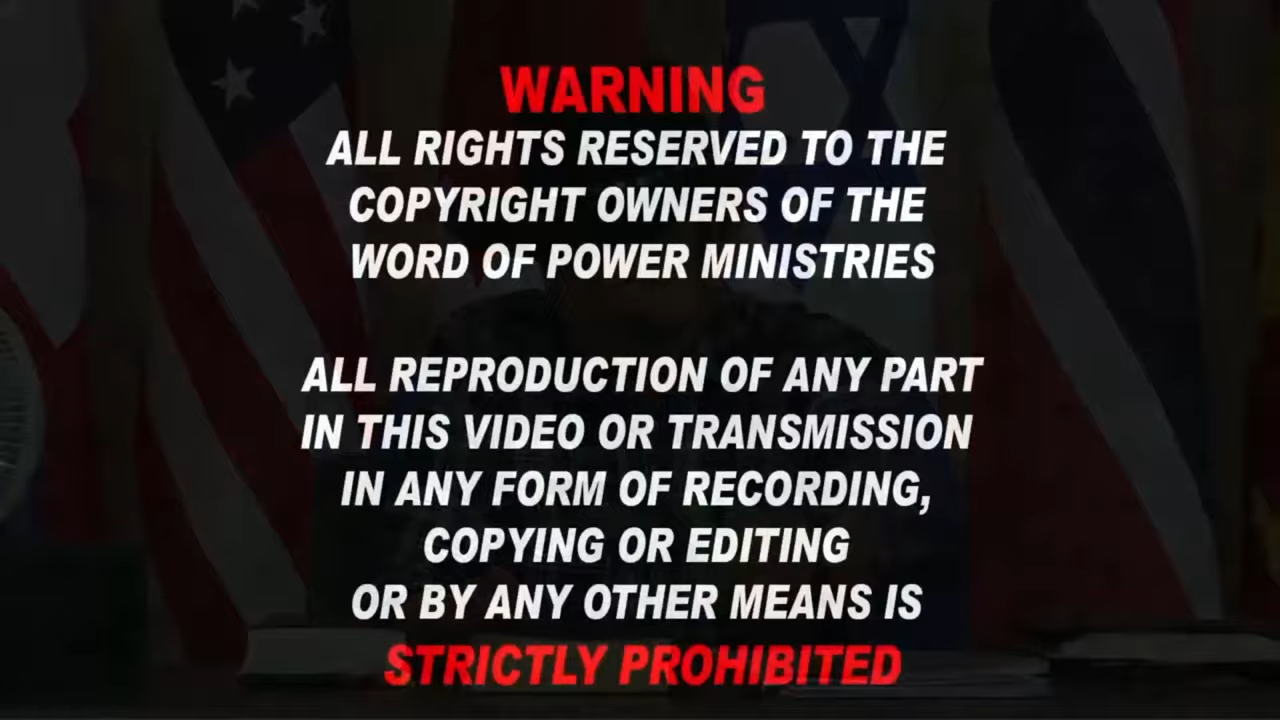 WARNING
ALL RIGHTS RESERVED TO THE
COPYRIGHT OWNERS OF THE
WORD OF POWER MINISTRIES
ALL REPRODUCTION OF ANY PART
IN THIS VIDEO OR TRANSMISSION
IN ANY FORM OF RECORDING,
COPYING OR EDITING
OR BY ANY OTHER MEANS IS
STRICTLY PROHIBITED